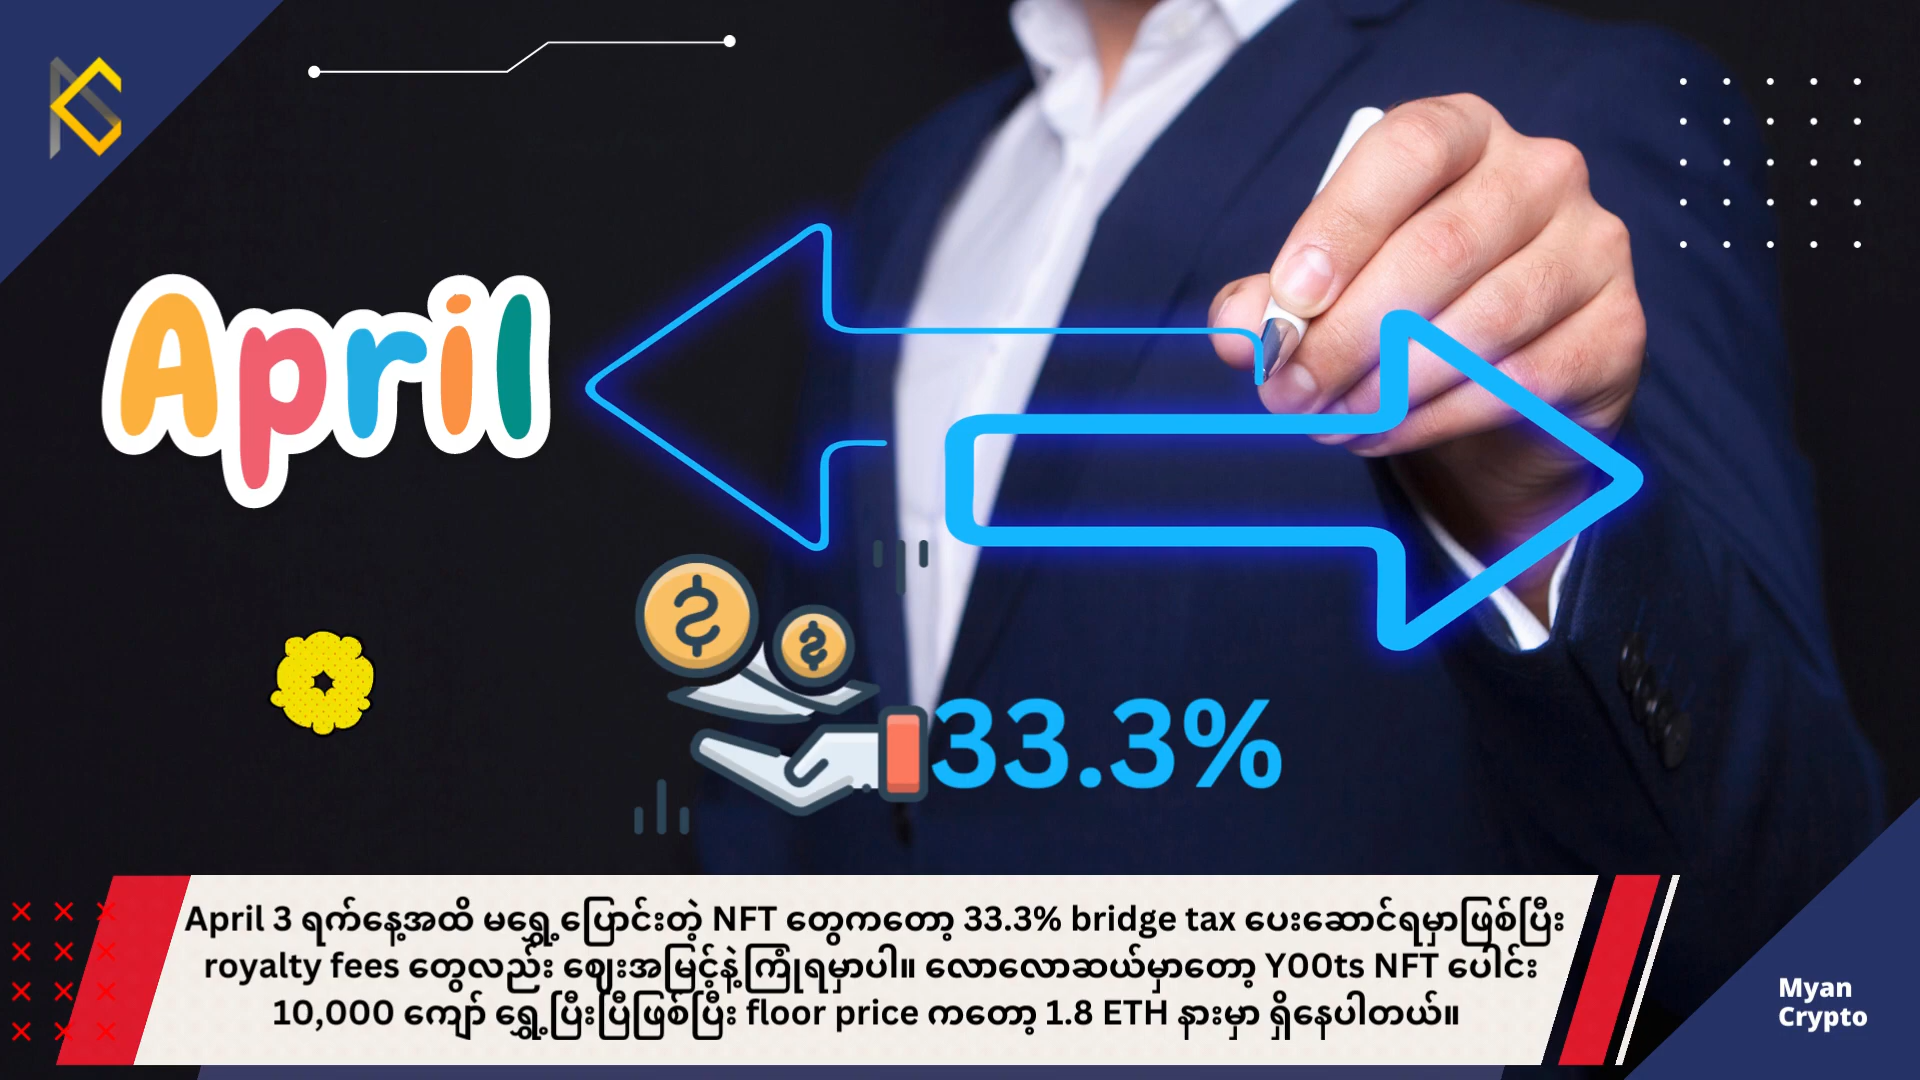 April
33.3%
April 3 ရက်နေ့အထိ မရွှေ့ပြောင်းတဲ့ NFT တွေကတော့ 33.3% bridge tax ပေးဆောင်ရမှာဖြစ်ပြီး
royalty fees တွေလည်း ဈေးအမြင့်နဲ့ကြုံရမှာပါ။ လောလောဆယ်မှာတော့ Y00ts NFT ပေါင်း
10,000 ကျော် ရွှေ့ပြီးပြီဖြစ်ပြီး floor price ကတော့ 1.8 ETH နားမှာ ရှိနေပါတယ်။
Myan
Crypto